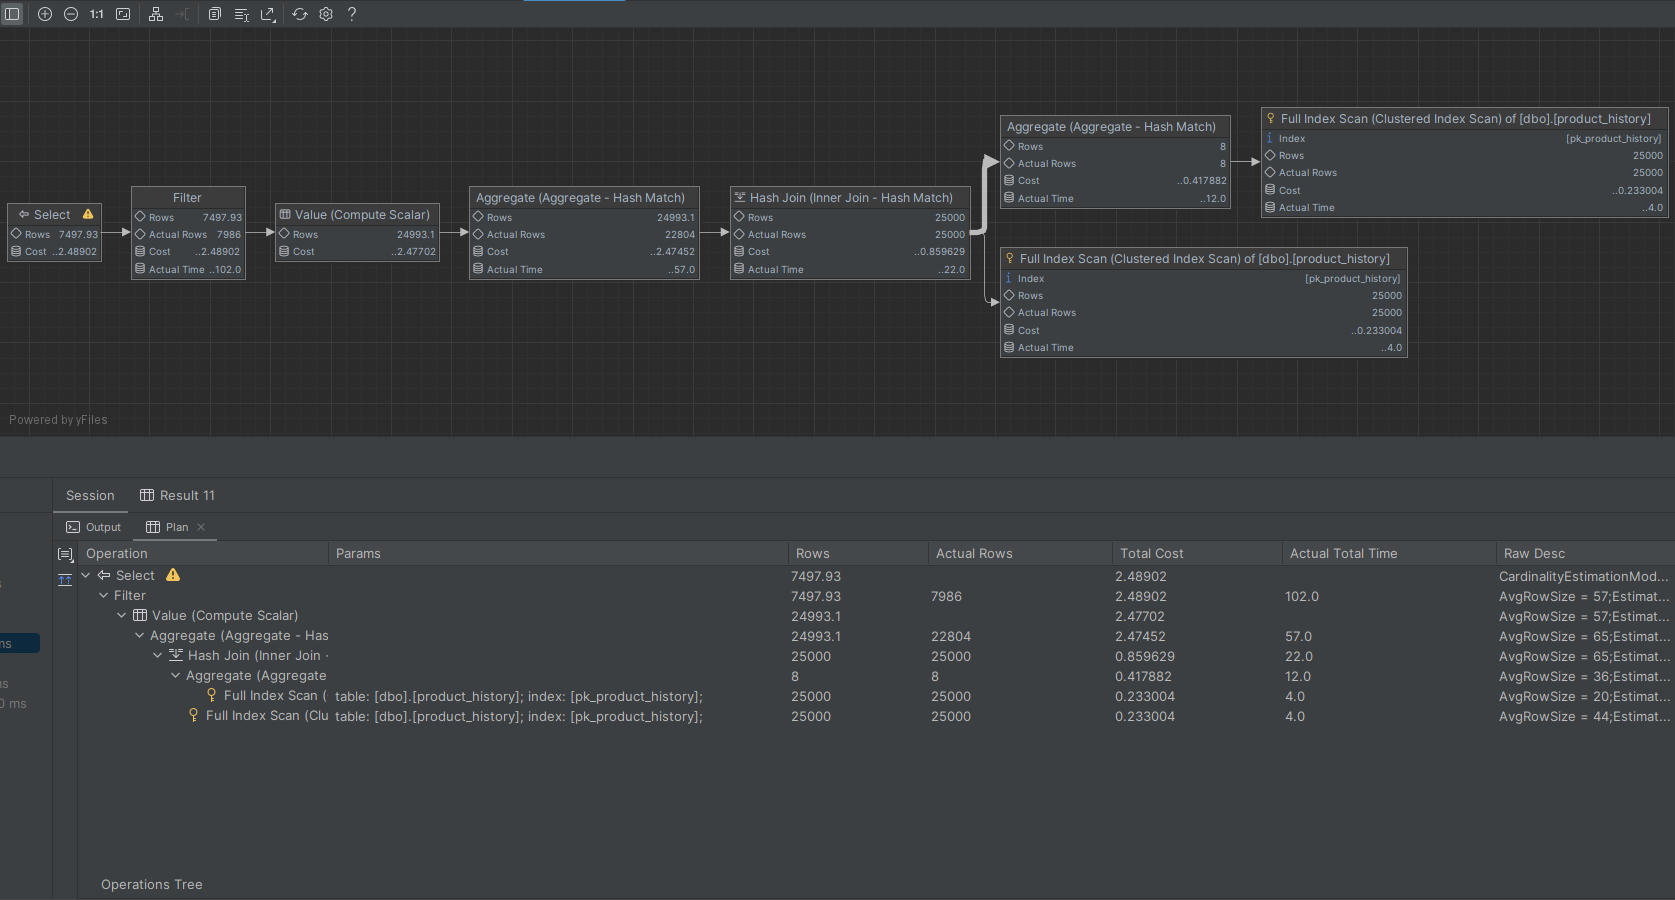 1:1
?
Select
Rows 7497.93
Cost ..2.48902
Filter
Rows 7497.93
Actual Rows 7986
Cost ..2.48902
Actual Time ..102.0
Value (Compute Scalar)
Rows 24993.1
Cost ..2.47702
Aggregate (Aggregate - Hash Match)
Rows 24993.1
Actual Rows 22804
Cost ..2.47452
Actual Time ..57.0
Hash Join (Inner Join - Hash Match)
Rows 25000
Actual Rows 25000
Cost ..0.859629
Actual Time ..22.0
Aggregate (Aggregate - Hash Match)
Rows 8
Actual Rows 8
Cost ..0.417882
Actual Time ..12.0
Full Index Scan (Clustered Index Scan) of [dbo].[product_history]
Index [pk_product_history]
Rows 25000
Actual Rows 25000
Cost ..0.233004
Actual Time ..4.0
Full Index Scan (Clustered Index Scan) of [dbo].[product_history]
Index [pk_product_history]
Rows 25000
Actual Rows 25000
Cost ..0.233004
Actual Time ..4.0
Powered by yFiles
Session Result 11
Output Plan
Operation Params Rows Actual Rows Total Cost Actual Total Time Raw Desc
Select 7497.93 2.48902 CardinalityEstimationMod...
Filter 7497.93 7986 2.48902 102.0 AvgRowSize = 57;Estimat...
Value (Compute Scalar) 24993.1 2.47702 AvgRowSize = 57;Estimat...
Aggregate (Aggregate - Has 24993.1 22804 2.47452 57.0 AvgRowSize = 65;Estimat...
Hash Join (Inner Join - 25000 25000 0.859629 22.0 AvgRowSize = 65;Estimat...
Aggregate (Aggregate 8 8 0.417882 12.0 AvgRowSize = 36;Estimat...
Full Index Scan ( table: [dbo].[product_history]; index: [pk_product_history]; 25000 25000 0.233004 4.0 AvgRowSize = 20;Estimat...
Full Index Scan (Clu table: [dbo].[product_history]; index: [pk_product_history]; 25000 25000 0.233004 4.0 AvgRowSize = 44;Estimat...
ms
ns
0 ms
Operations Tree